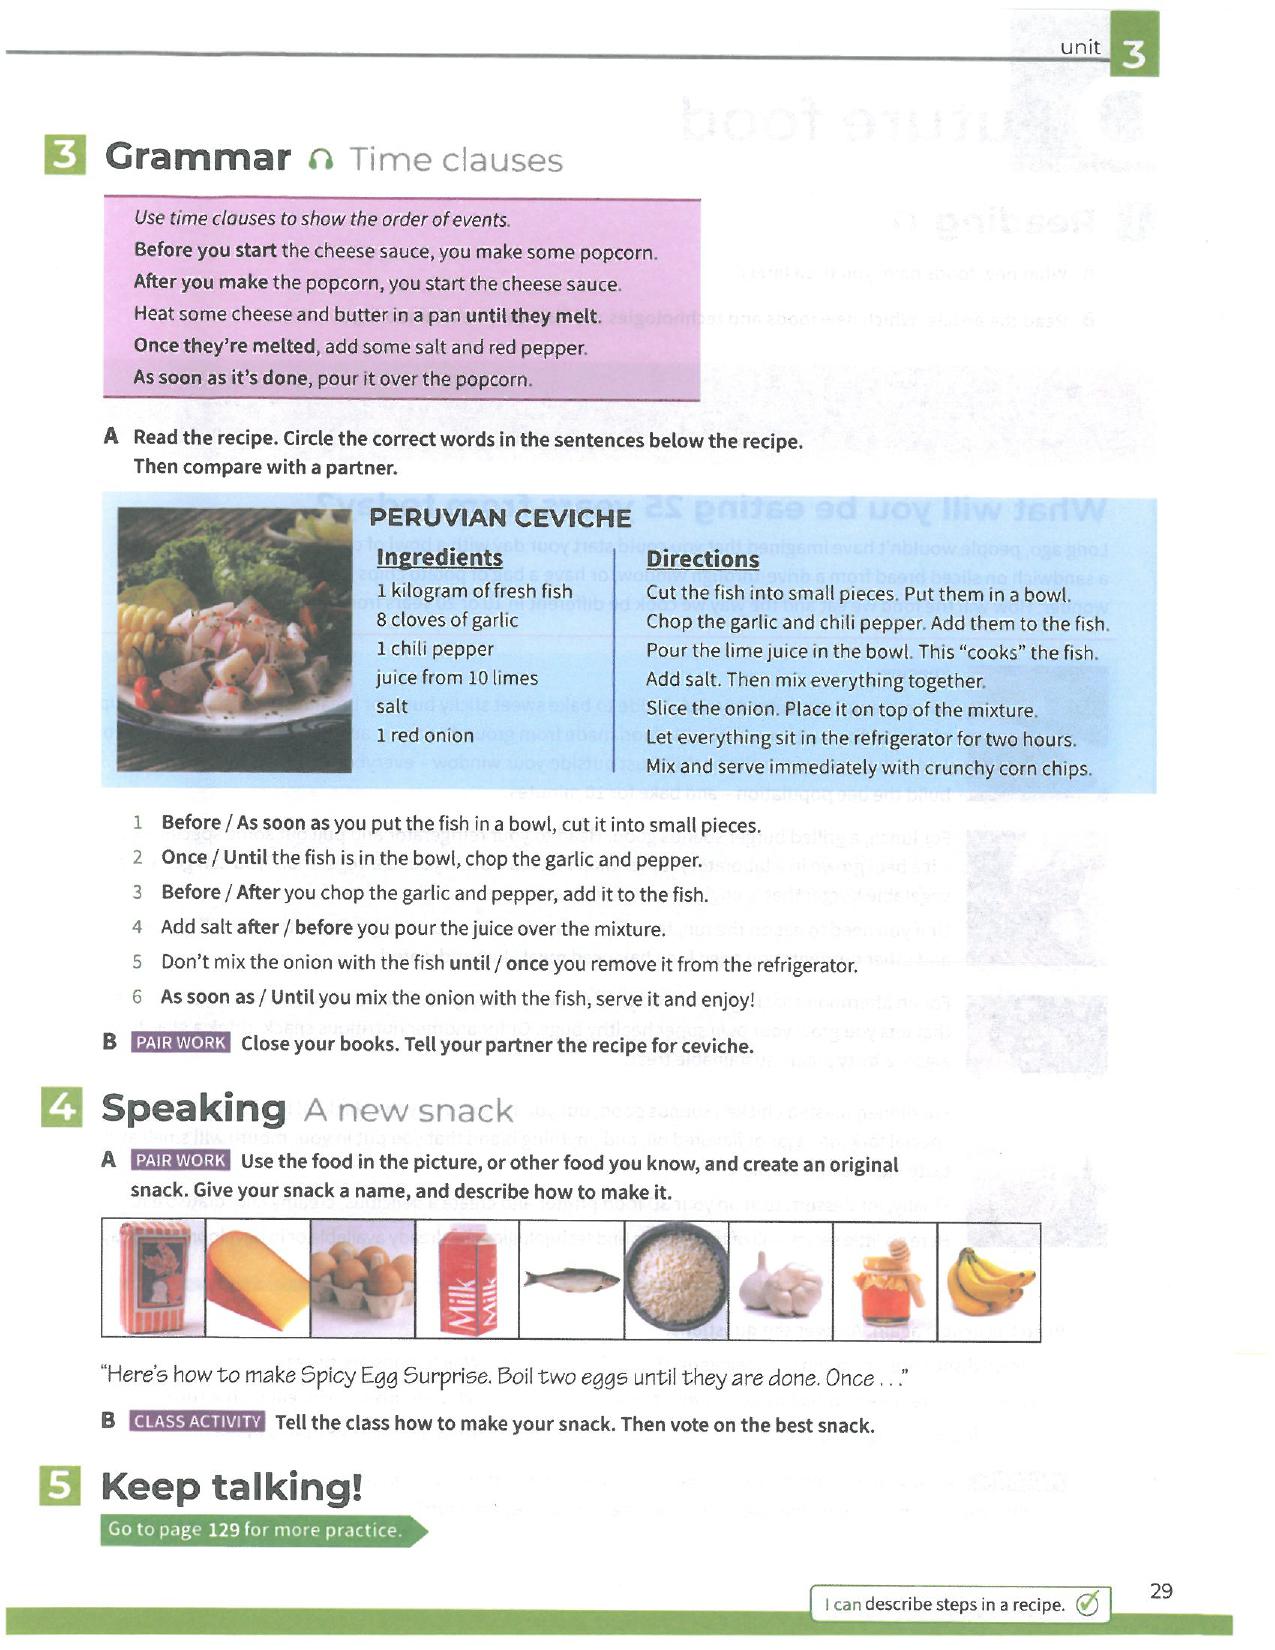 unit 3
3 Grammar Time clauses
Use time clauses to show the order of events.
Before you start the cheese sauce, you make some popcorn.
After you make the popcorn, you start the cheese sauce.
Heat some cheese and butter in a pan until they melt.
Once they're melted, add some salt and red pepper.
As soon as it's done, pour it over the popcorn.
A Read the recipe. Circle the correct words in the sentences below the recipe.
Then compare with a partner.
PERUVIAN CEVICHE
Ingredients
1 kilogram of fresh fish
8 cloves of garlic
1 chili pepper
juice from 10 limes
salt
1 red onion
Directions
Cut the fish into small pieces. Put them in a bowl.
Chop the garlic and chili pepper. Add them to the fish.
Pour the lime juice in the bowl. This "cooks" the fish.
Add salt. Then mix everything together.
Slice the onion. Place it on top of the mixture.
Let everything sit in the refrigerator for two hours.
Mix and serve immediately with crunchy corn chips.
1 Before / As soon as you put the fish in a bowl, cut it into small pieces.
2 Once / Until the fish is in the bowl, chop the garlic and pepper.
3 Before / After you chop the garlic and pepper, add it to the fish.
4 Add salt after / before you pour the juice over the mixture.
5 Don't mix the onion with the fish until / once you remove it from the refrigerator.
6 As soon as / Until you mix the onion with the fish, serve it and enjoy!
B PAIR WORK Close your books. Tell your partner the recipe for ceviche.
4 Speaking A new snack
A PAIR WORK Use the food in the picture, or other food you know, and create an original
snack. Give your snack a name, and describe how to make it.
Milk Milk
"Here's how to make Spicy Egg Surprise. Boil two eggs until they are done. Once . . ."
B CLASS ACTIVITY Tell the class how to make your snack. Then vote on the best snack.
5 Keep talking!
Go to page 129 for more practice.
I can describe steps in a recipe.
29